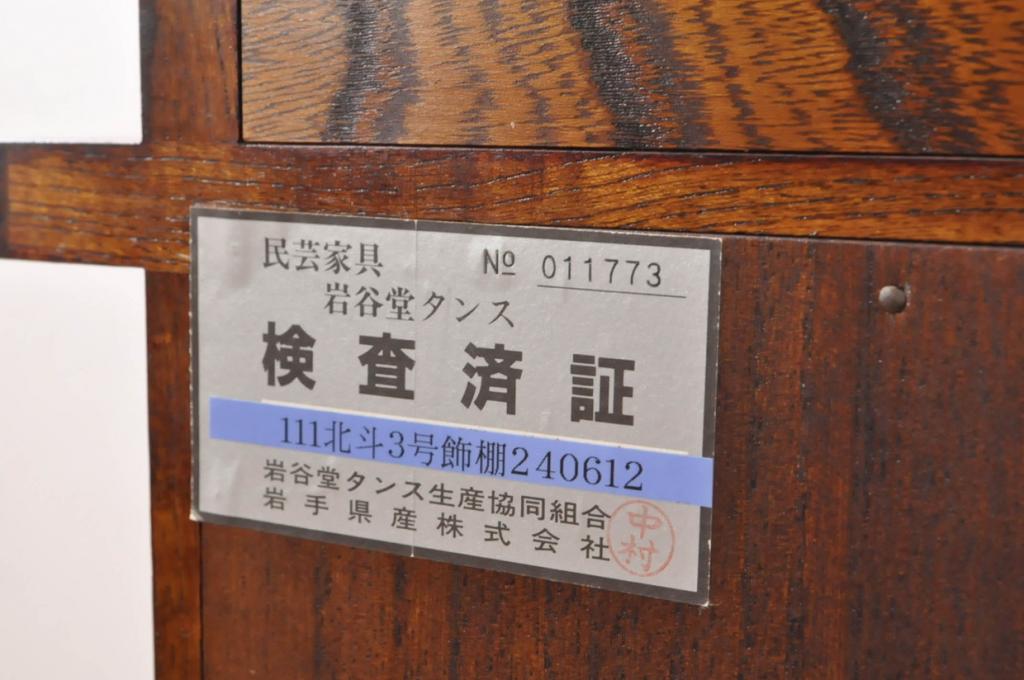 民芸家具 № 011773
岩谷堂タンス
検査済証
111北斗3号飾棚240612
岩谷堂タンス生産協同組合
岩手県産株式会社
中村